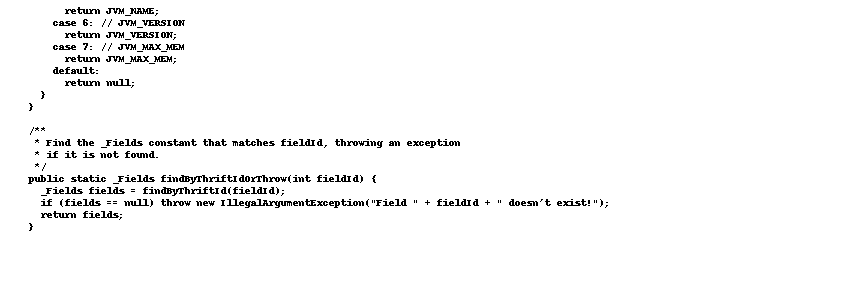 return JVM_NAME;
    case 6: // JVM_VERSION
      return JVM_VERSION;
    case 7: // JVM_MAX_MEM
      return JVM_MAX_MEM;
    default:
      return null;
  }
}

/**
 * Find the _Fields constant that matches fieldId, throwing an exception
 * if it is not found.
 */
public static _Fields findByThriftIdOrThrow(int fieldId) {
  _Fields fields = findByThriftId(fieldId);
  if (fields == null) throw new IllegalArgumentException("Field " + fieldId + " doesn't exist!");
  return fields;
}